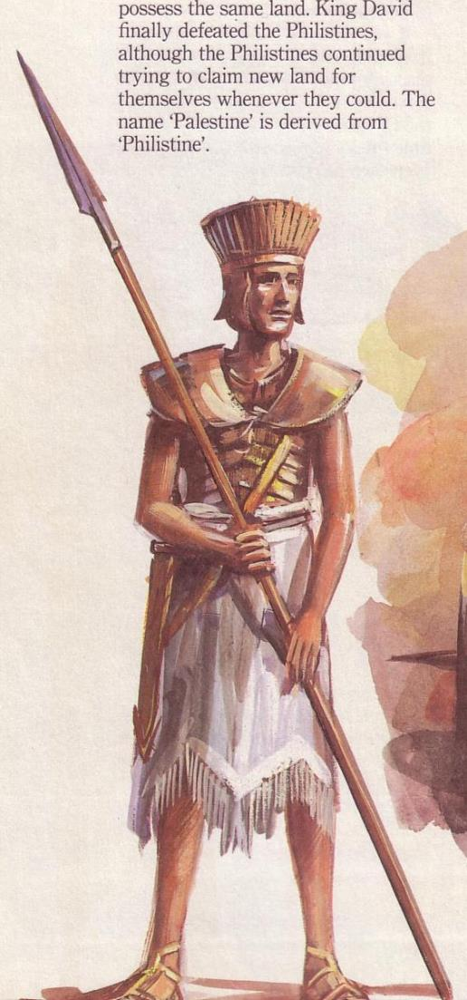 possess the same land. King David
finally defeated the Philistines,
although the Philistines continued
trying to claim new land for
themselves whenever they could. The
name ‘Palestine’ is derived from
‘Philistine’.